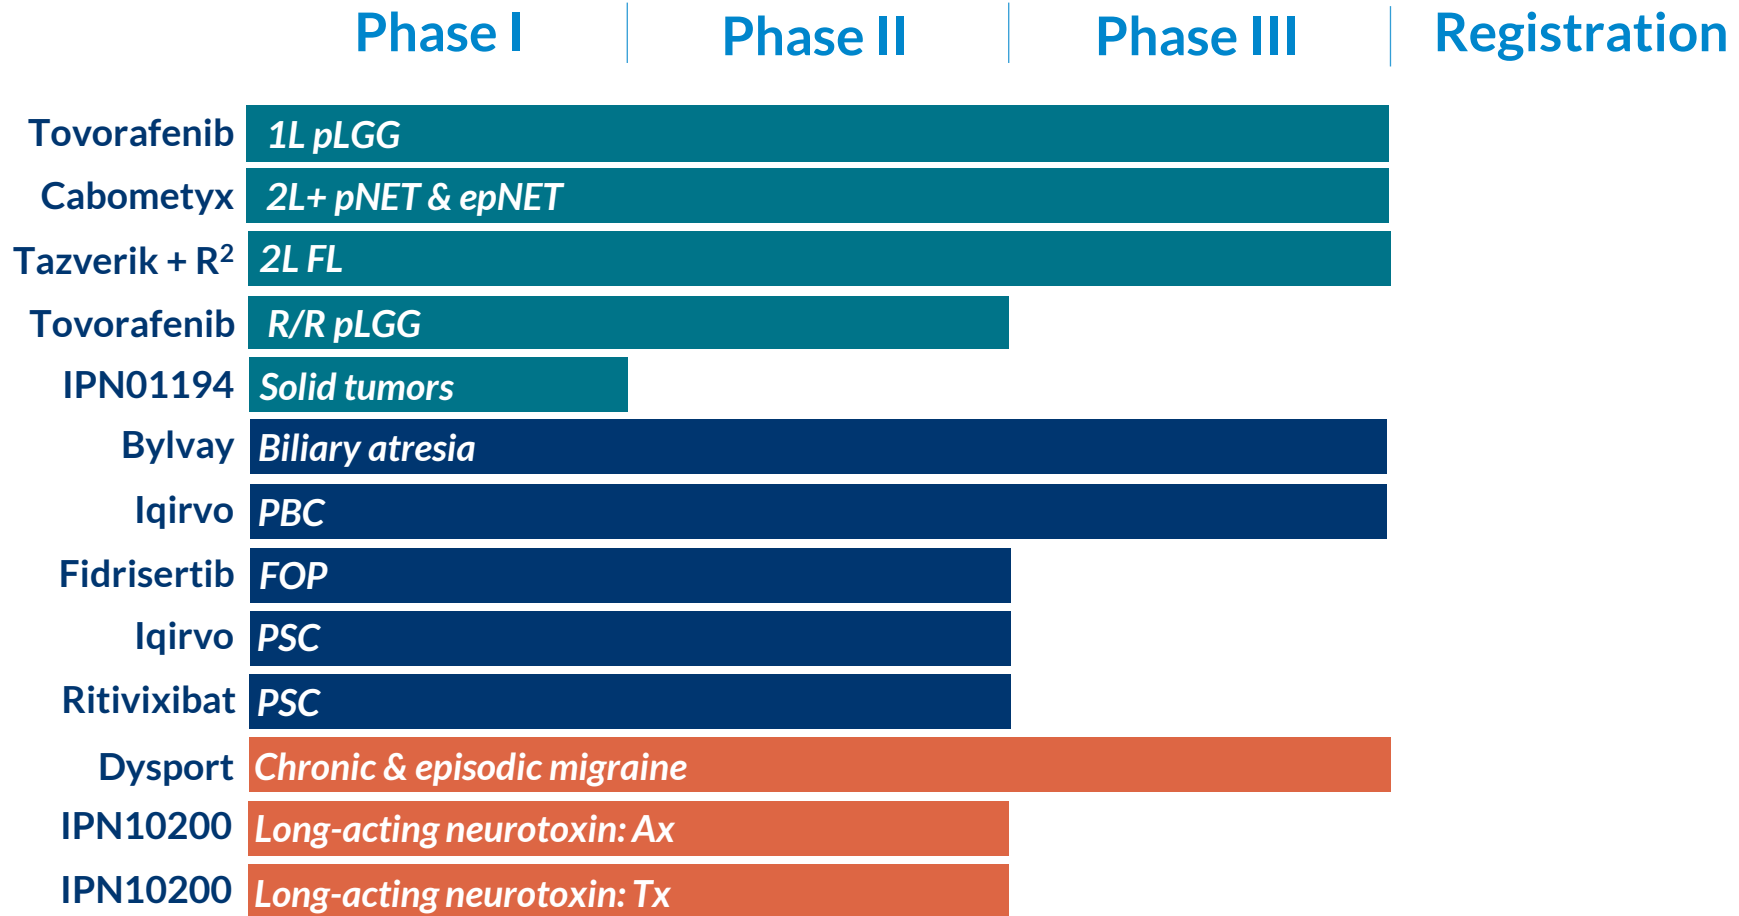 Phase I Phase II Phase III Registration
Tovorafenib 1L pLGG
Cabometyx 2L+ pNET & epNET
Tazverik + R² 2L FL
Tovorafenib R/R pLGG
IPN01194 Solid tumors
Bylvay Biliary atresia
Iqirvo PBC
Fidrisertib FOP
Iqirvo PSC
Ritivixibat PSC
Dysport Chronic & episodic migraine
IPN10200 Long-acting neurotoxin: Ax
IPN10200 Long-acting neurotoxin: Tx